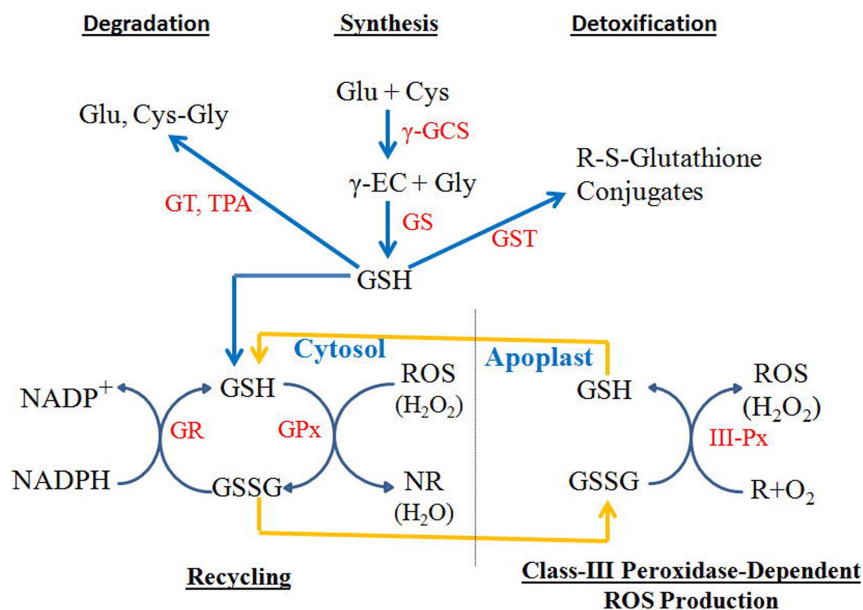 Degradation
Synthesis
Detoxification
Glu + Cys
Glu, Cys-Gly
γ-GCS
R-S-Glutathione
Conjugates
γ-EC + Gly
GT, TPA
GS
GST
GSH
Cytosol
Apoplast
NADP⁺
GSH
ROS
(H₂O₂)
GSH
ROS
(H₂O₂)
GR
GPx
III-Px
NADPH
GSSG
NR
(H₂O)
GSSG
R+O₂
Recycling
Class-III Peroxidase-Dependent
ROS Production